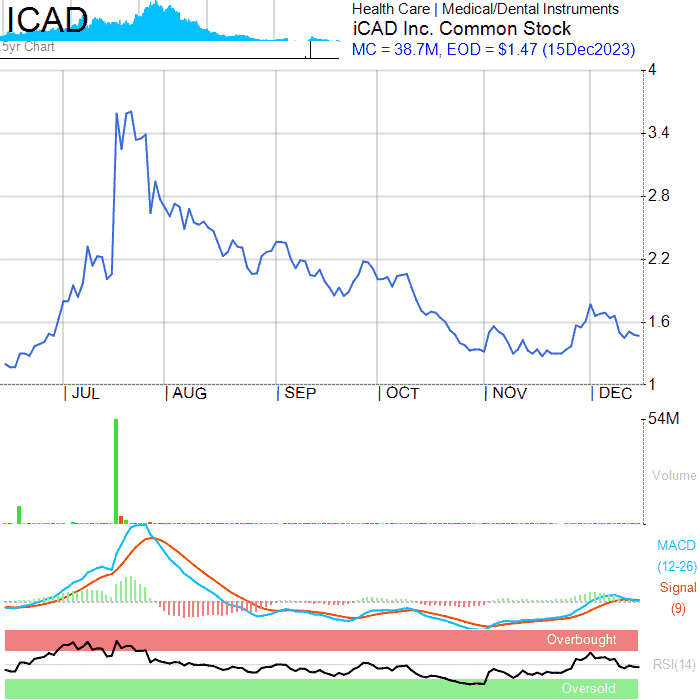 ICAD
5yr Chart
Health Care | Medical/Dental Instruments
iCAD Inc. Common Stock
MC = 38.7M, EOD = $1.47 (15Dec2023)
4
3.4
2.8
2.2
1.6
1
JUL AUG SEP OCT NOV DEC
54M
Volume
MACD
(12-26)
Signal
(9)
Overbought
RSI(14)
Oversold